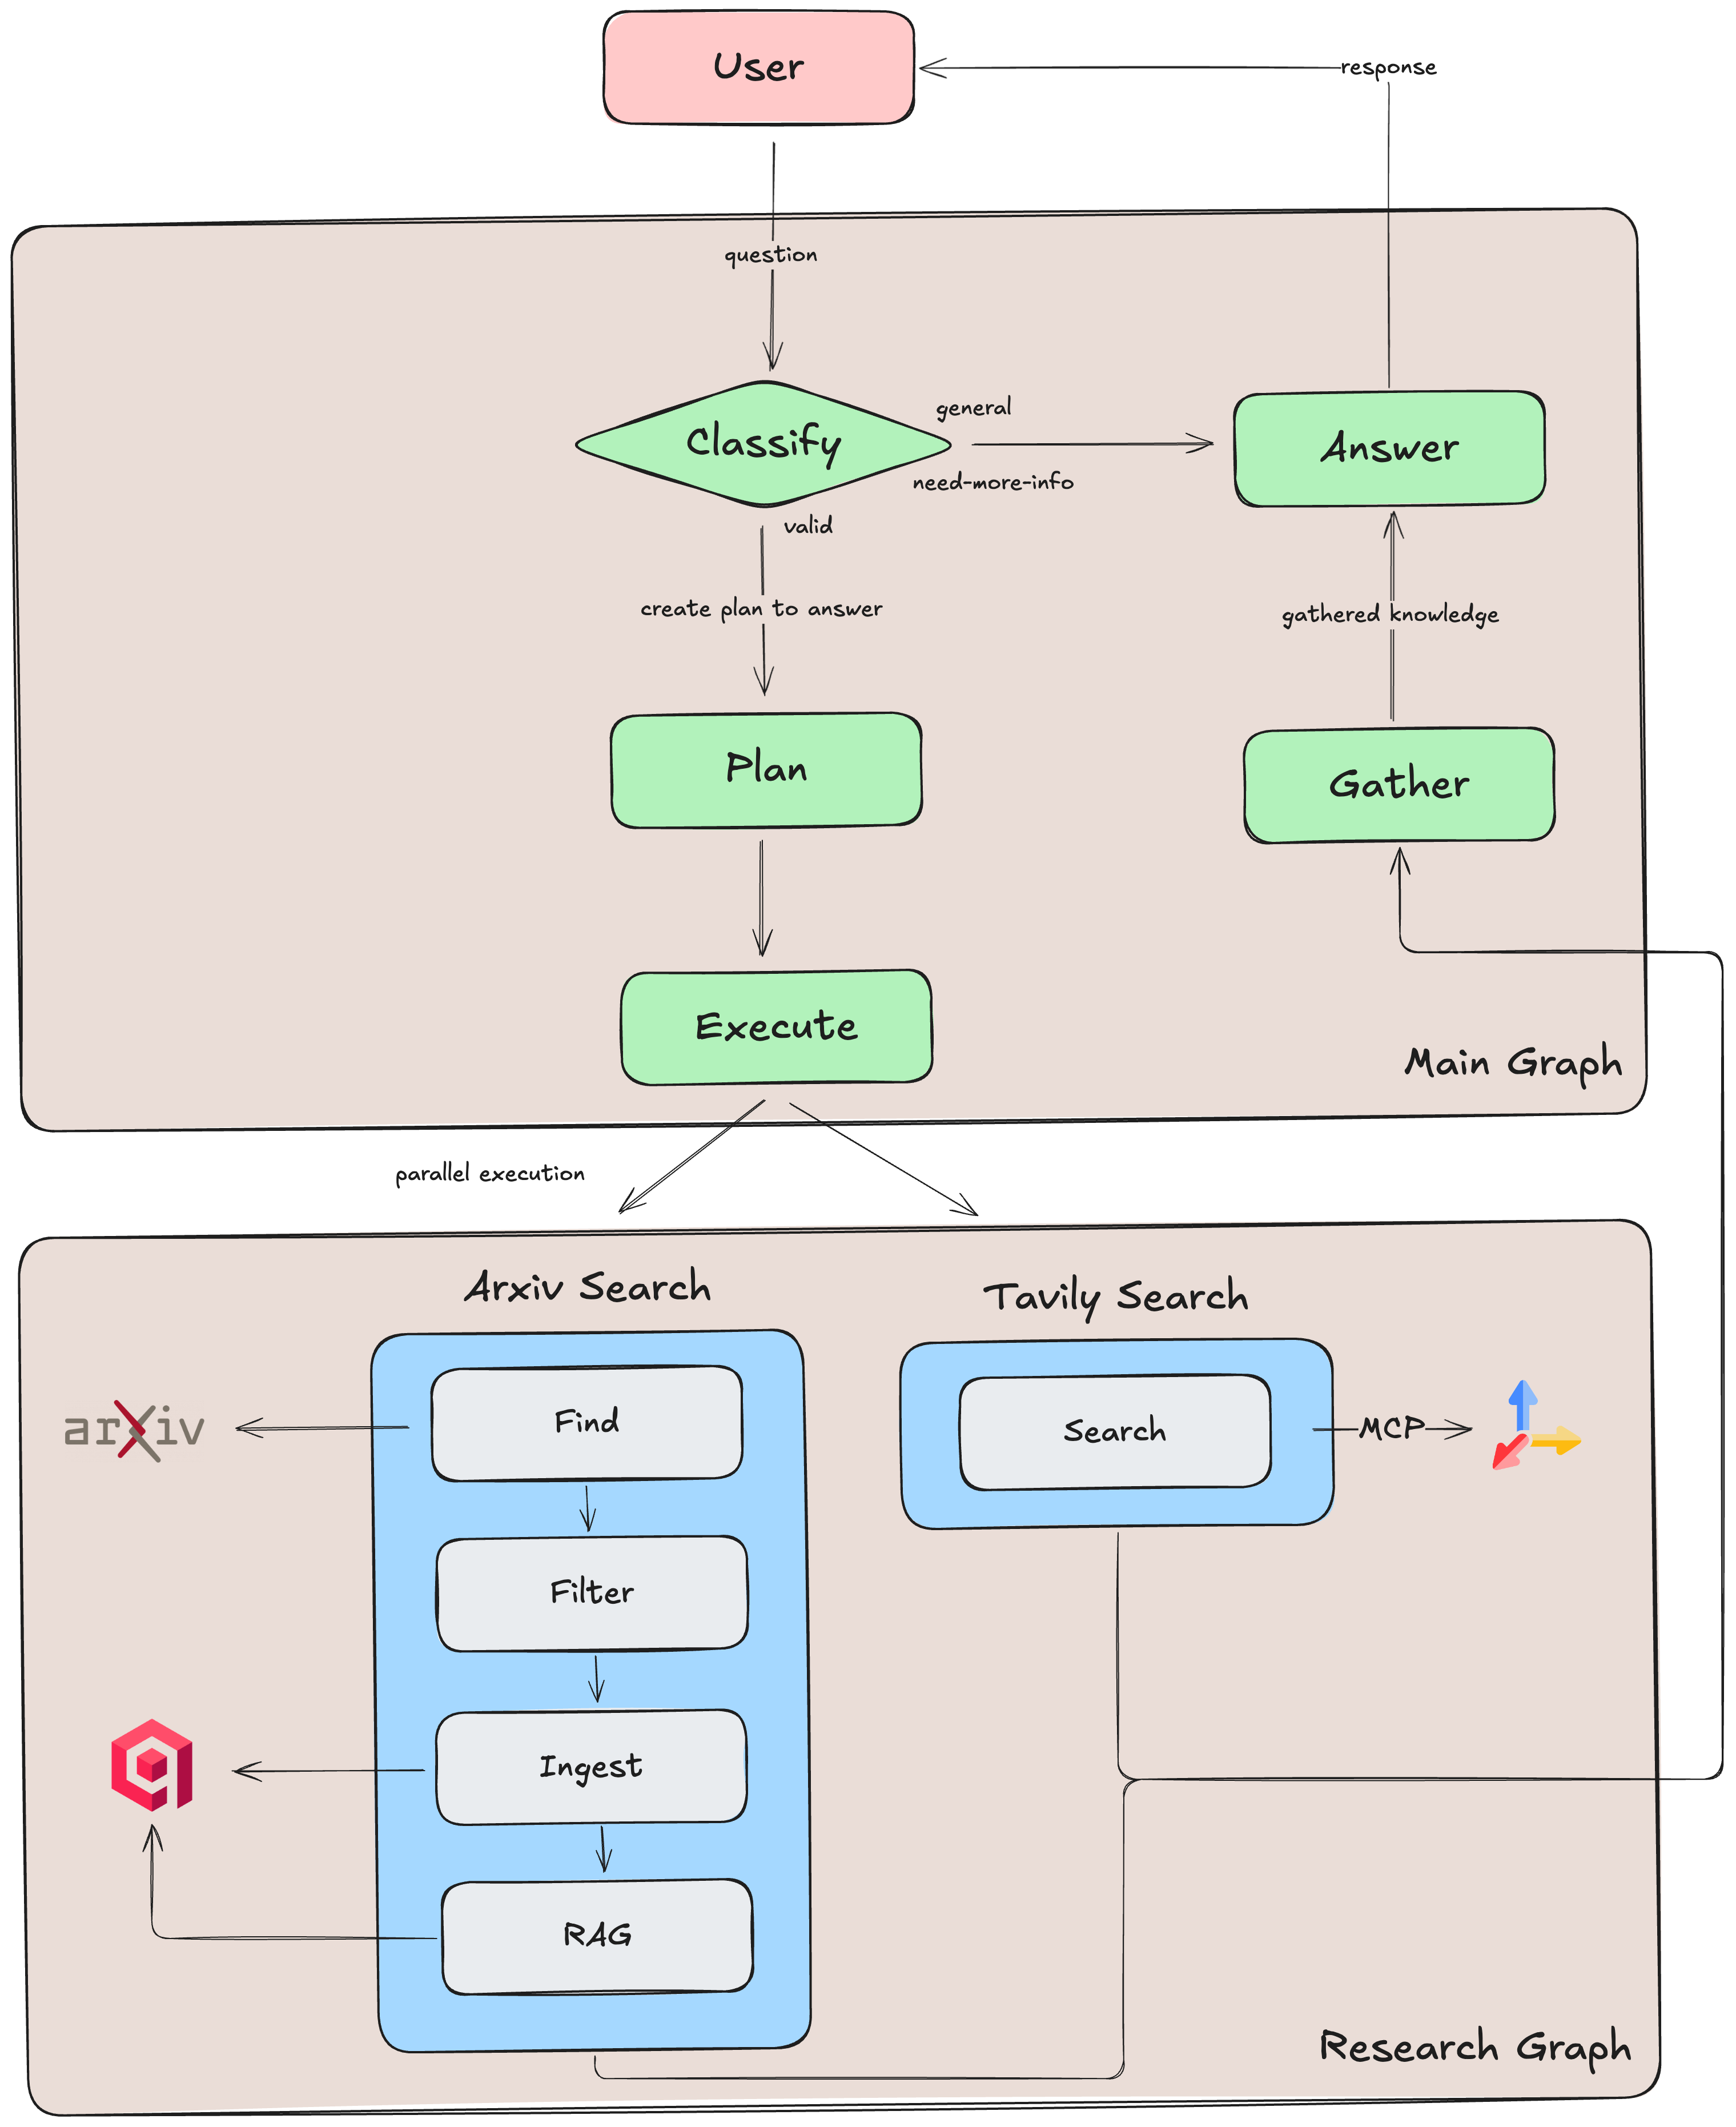 User
response
question
Classify
general
need-more-info
valid
Answer
create plan to answer
gathered knowledge
Plan
Gather
Execute
Main Graph
parallel execution
Arxiv Search
Tavily Search
arXiv
Find
Search
MCP
Filter
Ingest
RAG
Research Graph